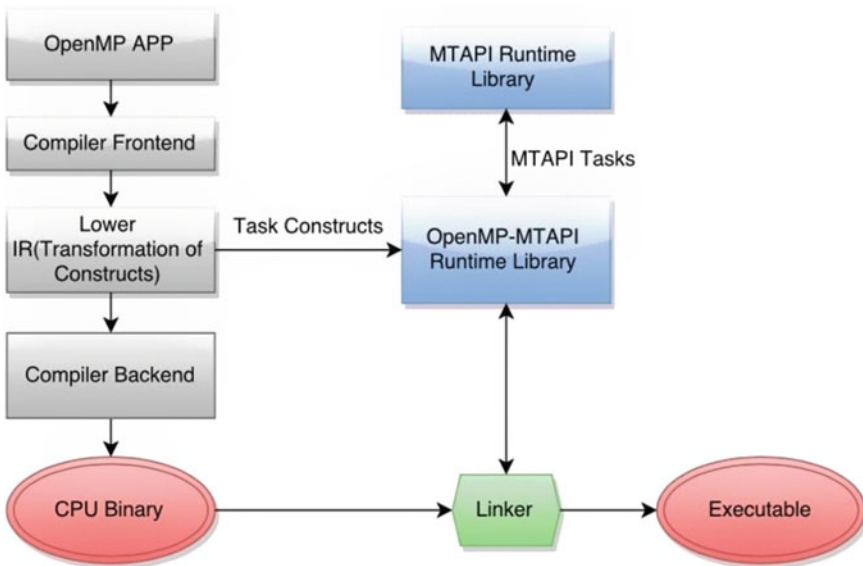 OpenMP APP
MTAPI Runtime
Library
Compiler Frontend
MTAPI Tasks
Lower
IR(Transformation of
Constructs)
Task Constructs
OpenMP-MTAPI
Runtime Library
Compiler Backend
CPU Binary
Linker
Executable